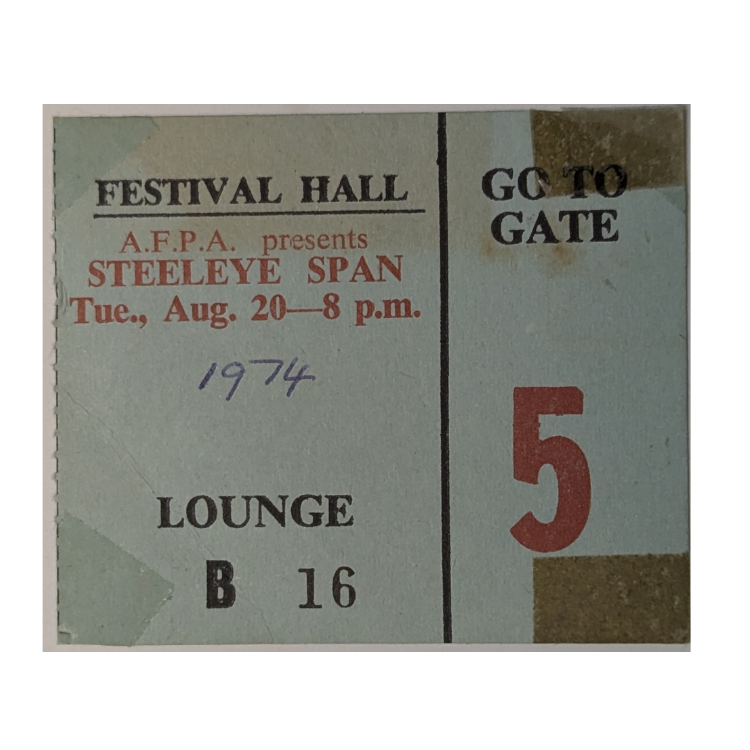 FESTIVAL HALL
A.F.P.A. presents
STEELEYE SPAN
Tue., Aug. 20—8 p.m.
1974
LOUNGE
B 16
GO TO
GATE
5